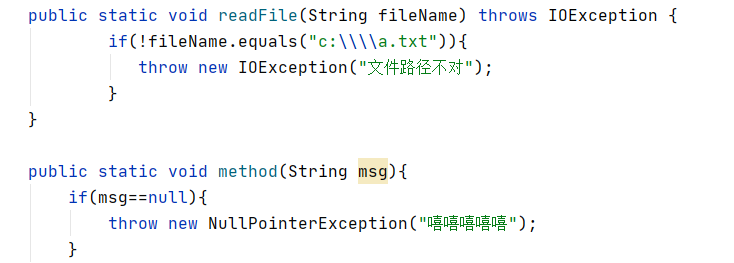 public static void readFile(String fileName) throws IOException {
if(!fileName.equals("c:\\\\a.txt")){
throw new IOException("文件路径不对");
}
}
public static void method(String msg){
if(msg==null){
throw new NullPointerException("嘻嘻嘻嘻嘻");
}